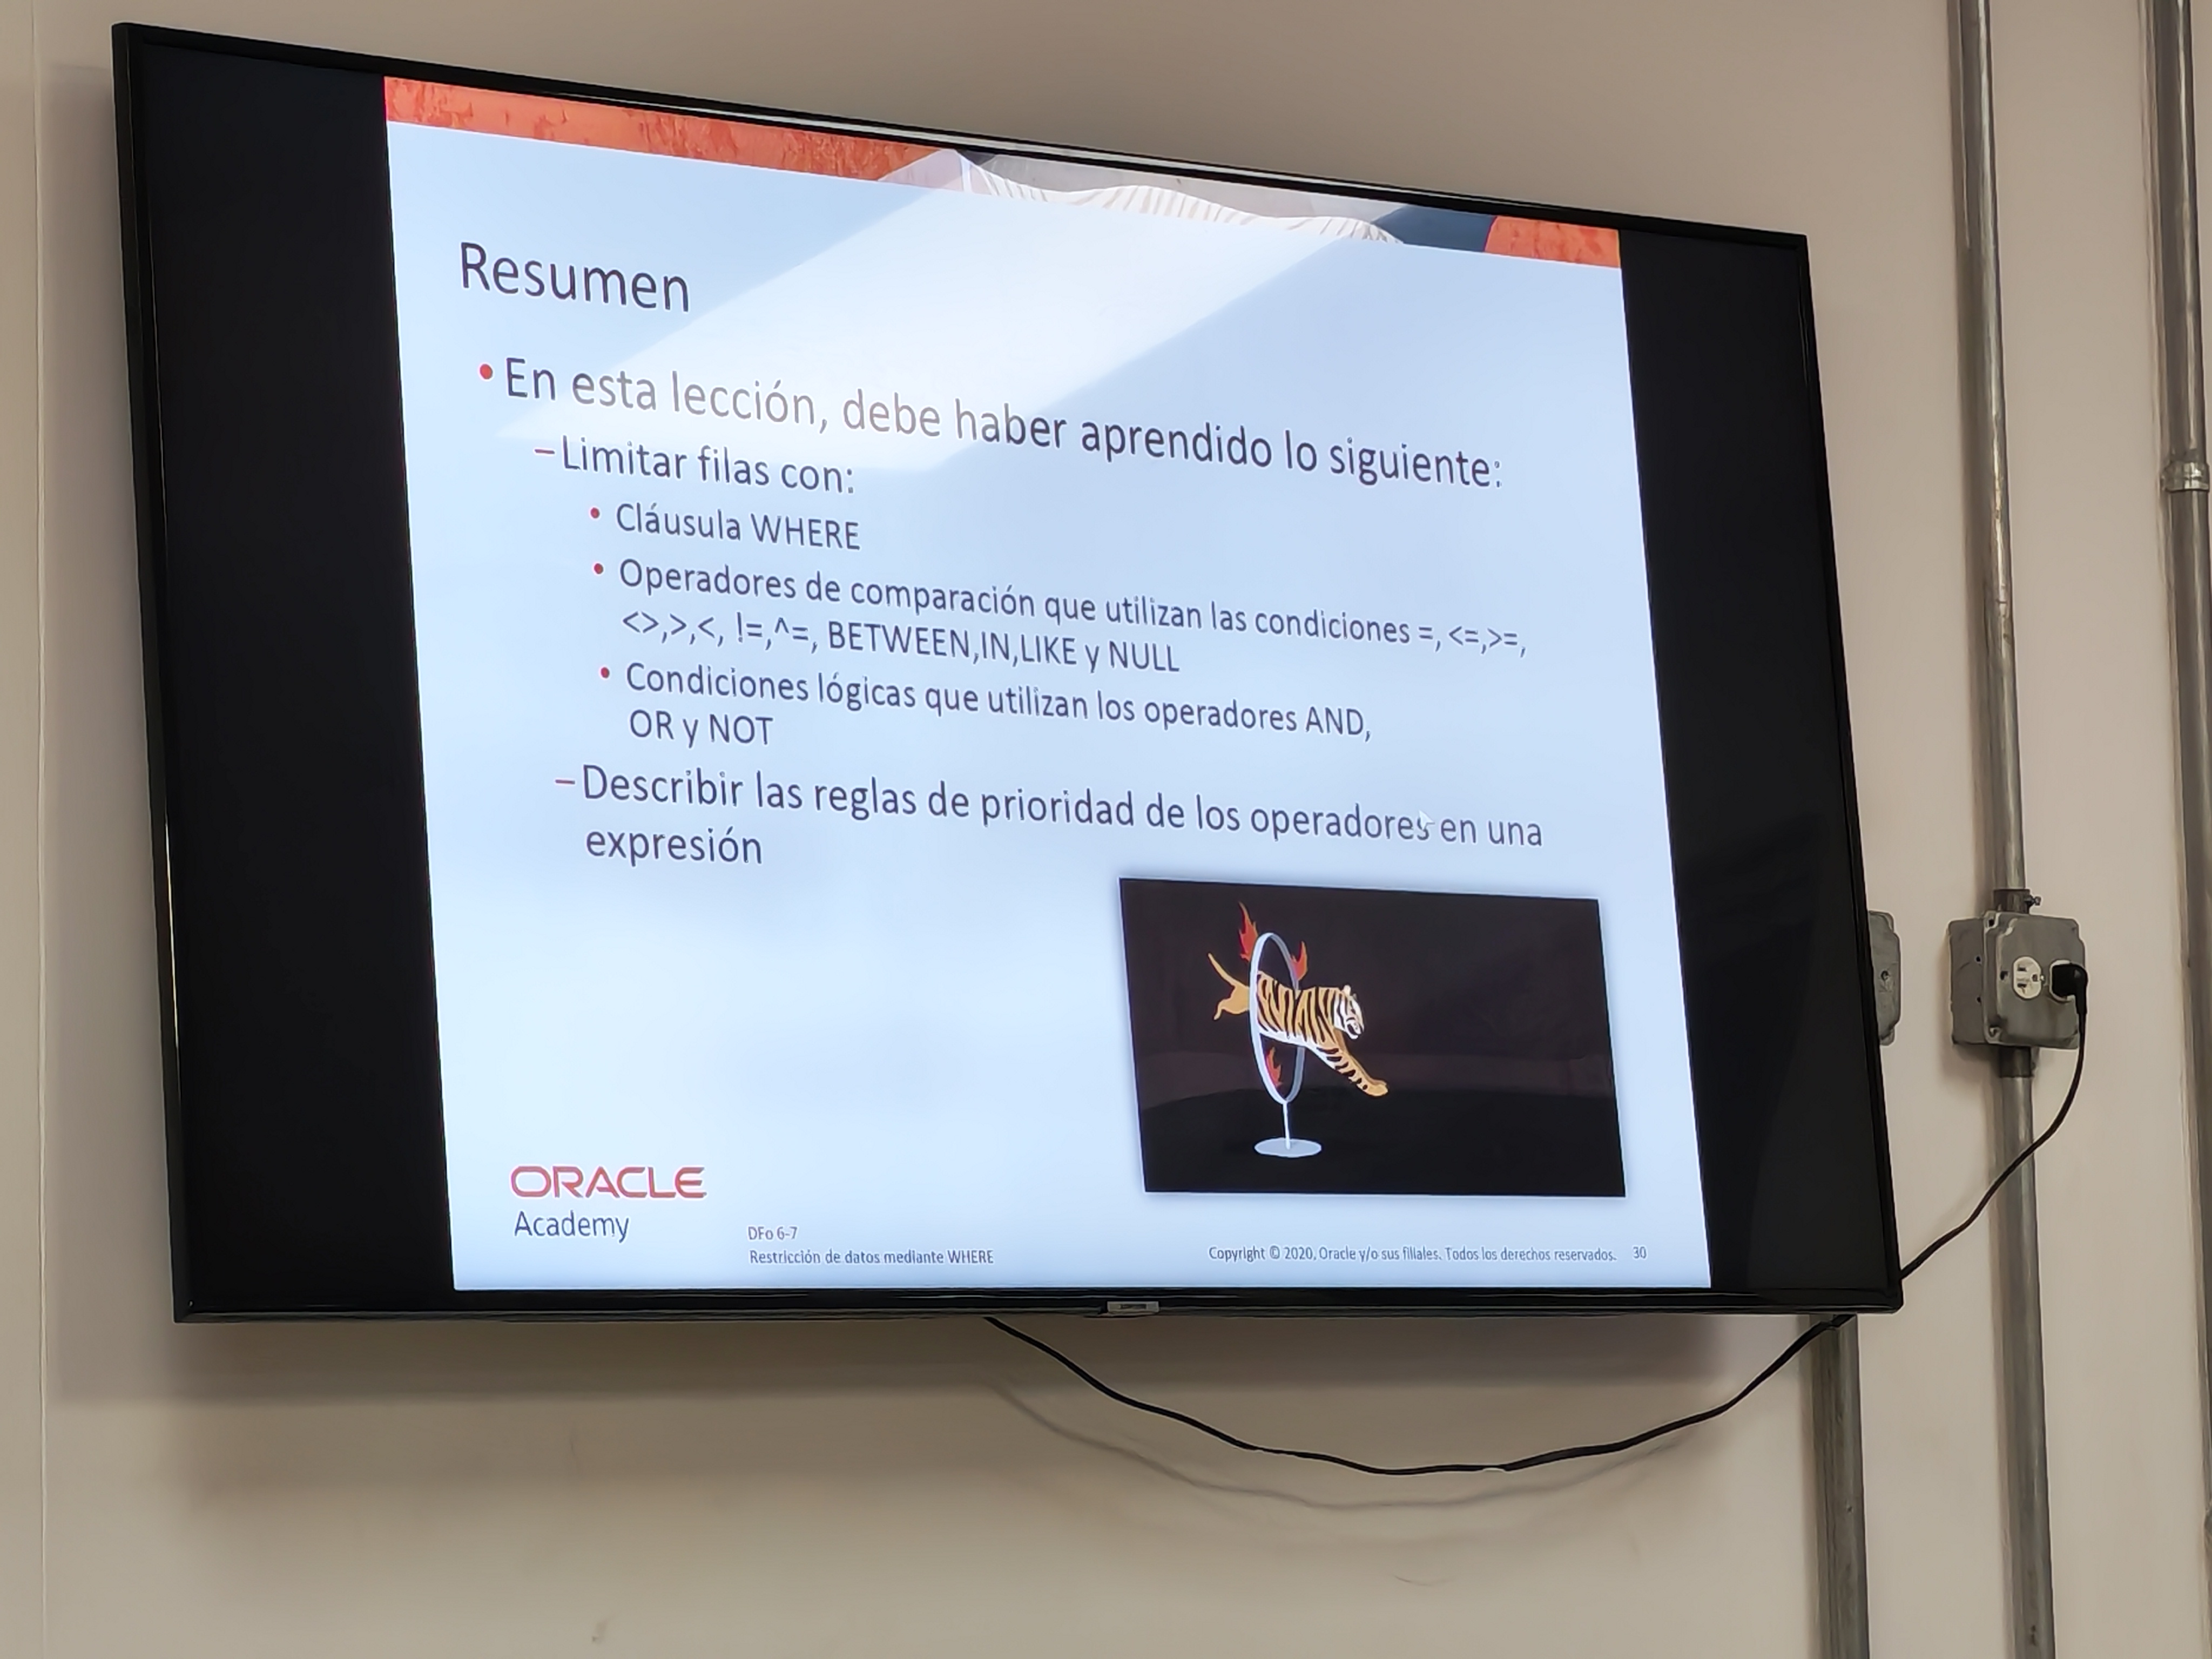 Resumen
• En esta lección, debe haber aprendido lo siguiente:
– Limitar filas con:
• Cláusula WHERE
• Operadores de comparación que utilizan las condiciones =, <=,>=,
<>,>,<, !=,^=, BETWEEN,IN,LIKE y NULL
• Condiciones lógicas que utilizan los operadores AND,
OR y NOT
– Describir las reglas de prioridad de los operadores en una
expresión
ORACLE
Academy
DFo 6-7
Restricción de datos mediante WHERE
Copyright © 2020, Oracle y/o sus filiales. Todos los derechos reservados. 30